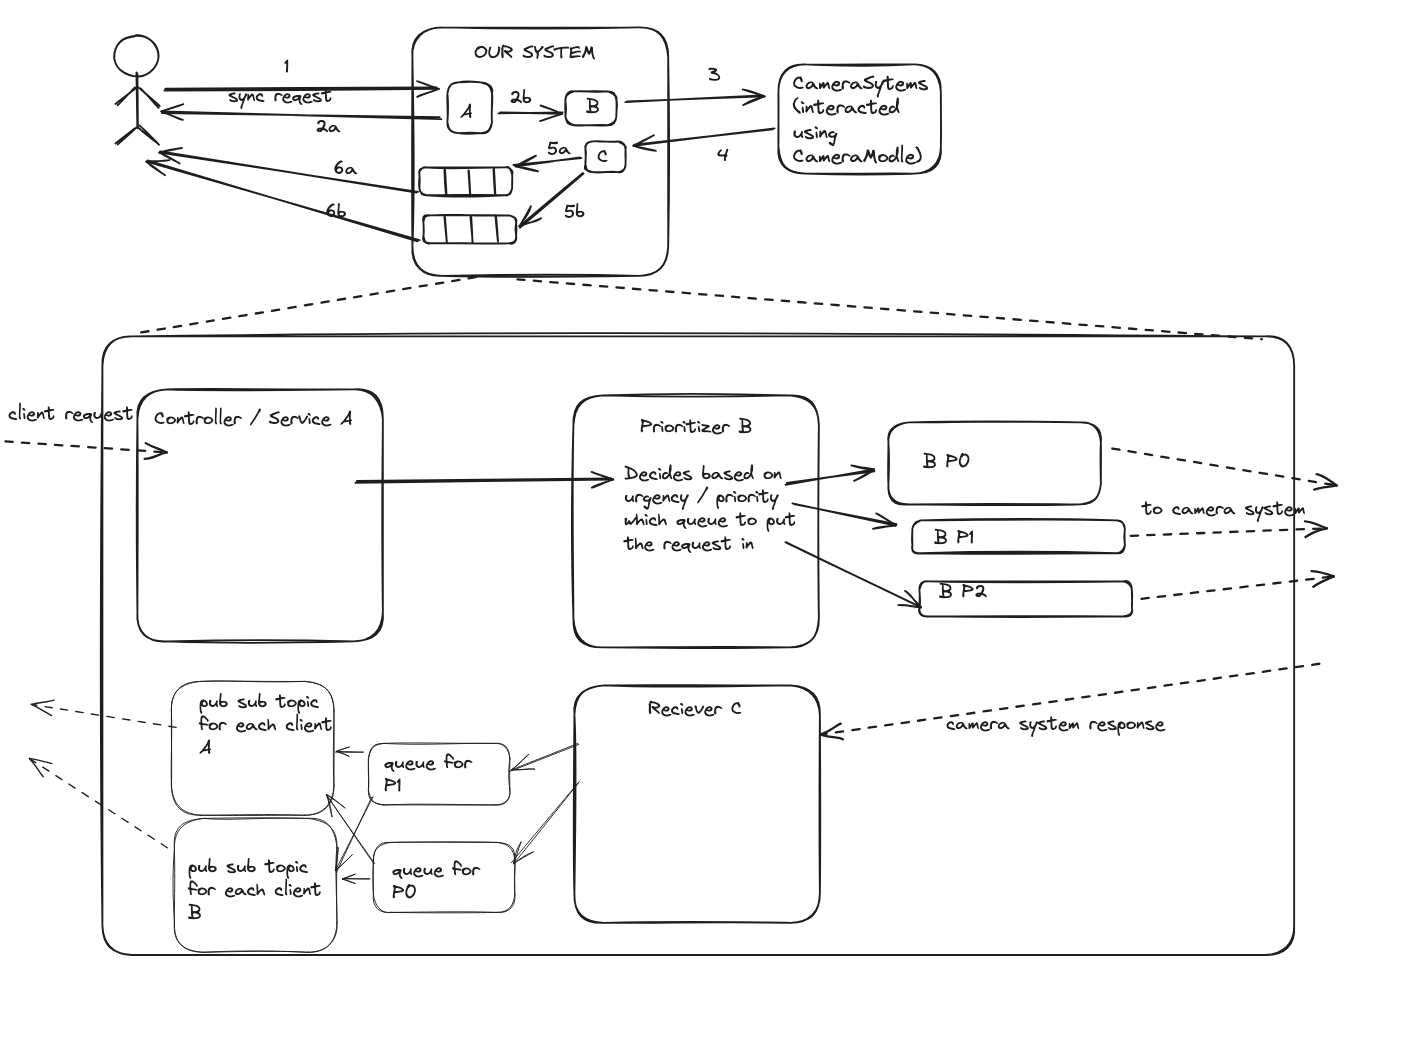 OUR SYSTEM
1
sync reqest
2a
A
2b
B
3
CameraSytems
(interacted
using
CameraModle)
4
C
5a
5b
6a
6b
client request
Controller / Service A
Prioritizer B
Decides based on
urgency / priority
which queue to put
the request in
B P0
to camera system
B P1
B P2
Reciever C
camera system response
pub sub topic
for each client
A
queue for
P1
pub sub topic
for each client
B
queue for
P0